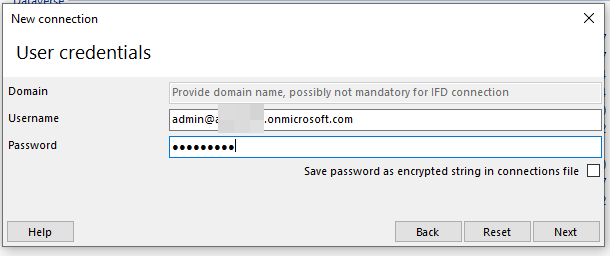 New connection
User credentials
Domain
Provide domain name, possibly not mandatory for IFD connection
Username
admin@a .onmicrosoft.com
Password
●●●●●●●●●
Save password as encrypted string in connections file
Help
Back
Reset
Next